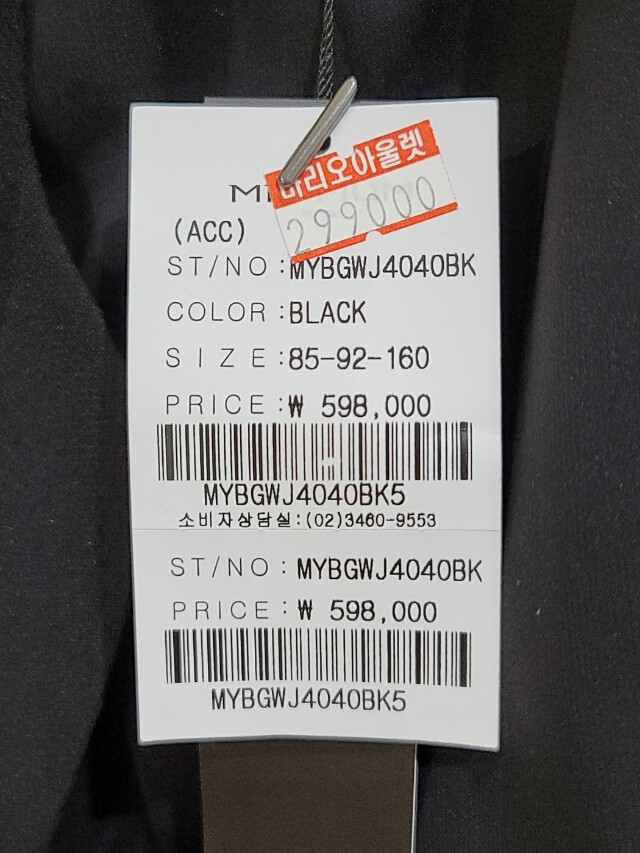 마리오아울렛
299000
(ACC)
ST/NO :MYBGWJ4040BK
COLOR :BLACK
SIZE:85-92-160
PRICE:₩ 598,000
MYBGWJ4040BK5
소비자상담실:(02)3460-9553
ST/NO : MYBGWJ4040BK
PRICE:₩ 598,000
MYBGWJ4040BK5